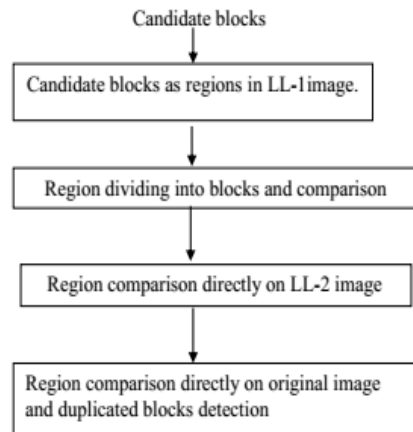 Candidate blocks
Candidate blocks as regions in LL-1image.
Region dividing into blocks and comparison
Region comparison directly on LL-2 image
Region comparison directly on original image
and duplicated blocks detection